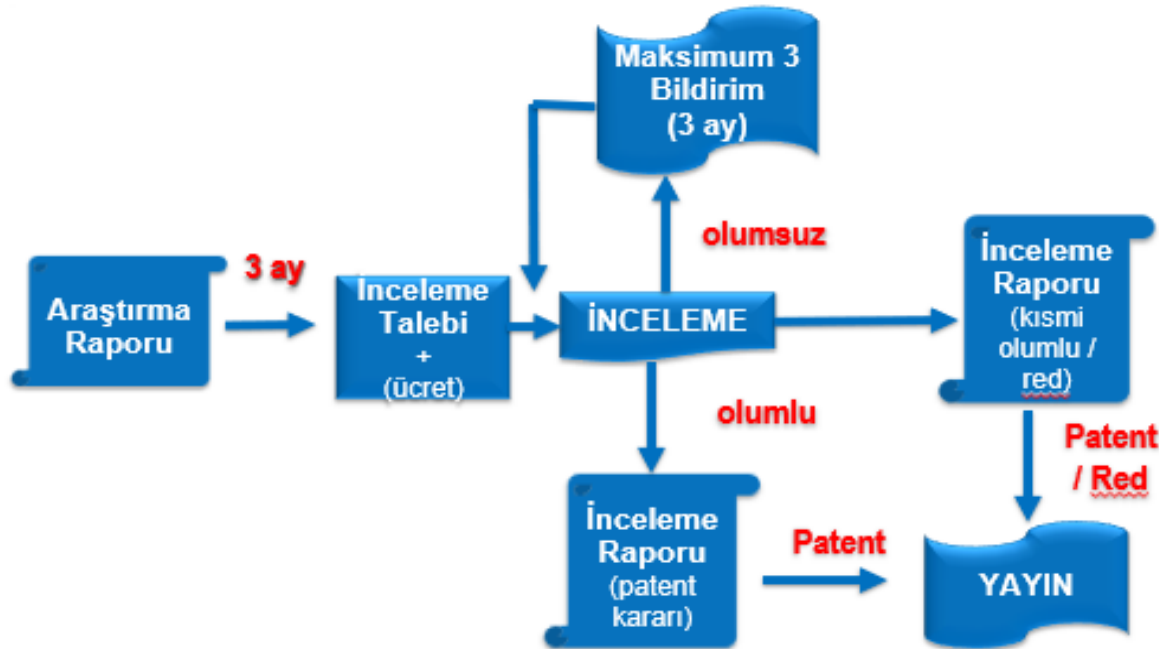 Maksimum 3
Bildirim
(3 ay)
olumsuz
Araştırma
Raporu
3 ay
İnceleme
Talebi
+
(ücret)
İNCELEME
İnceleme
Raporu
(kısmi
olumlu /
red)
olumlu
Patent
/ Red
İnceleme
Raporu
(patent
kararı)
Patent
YAYIN